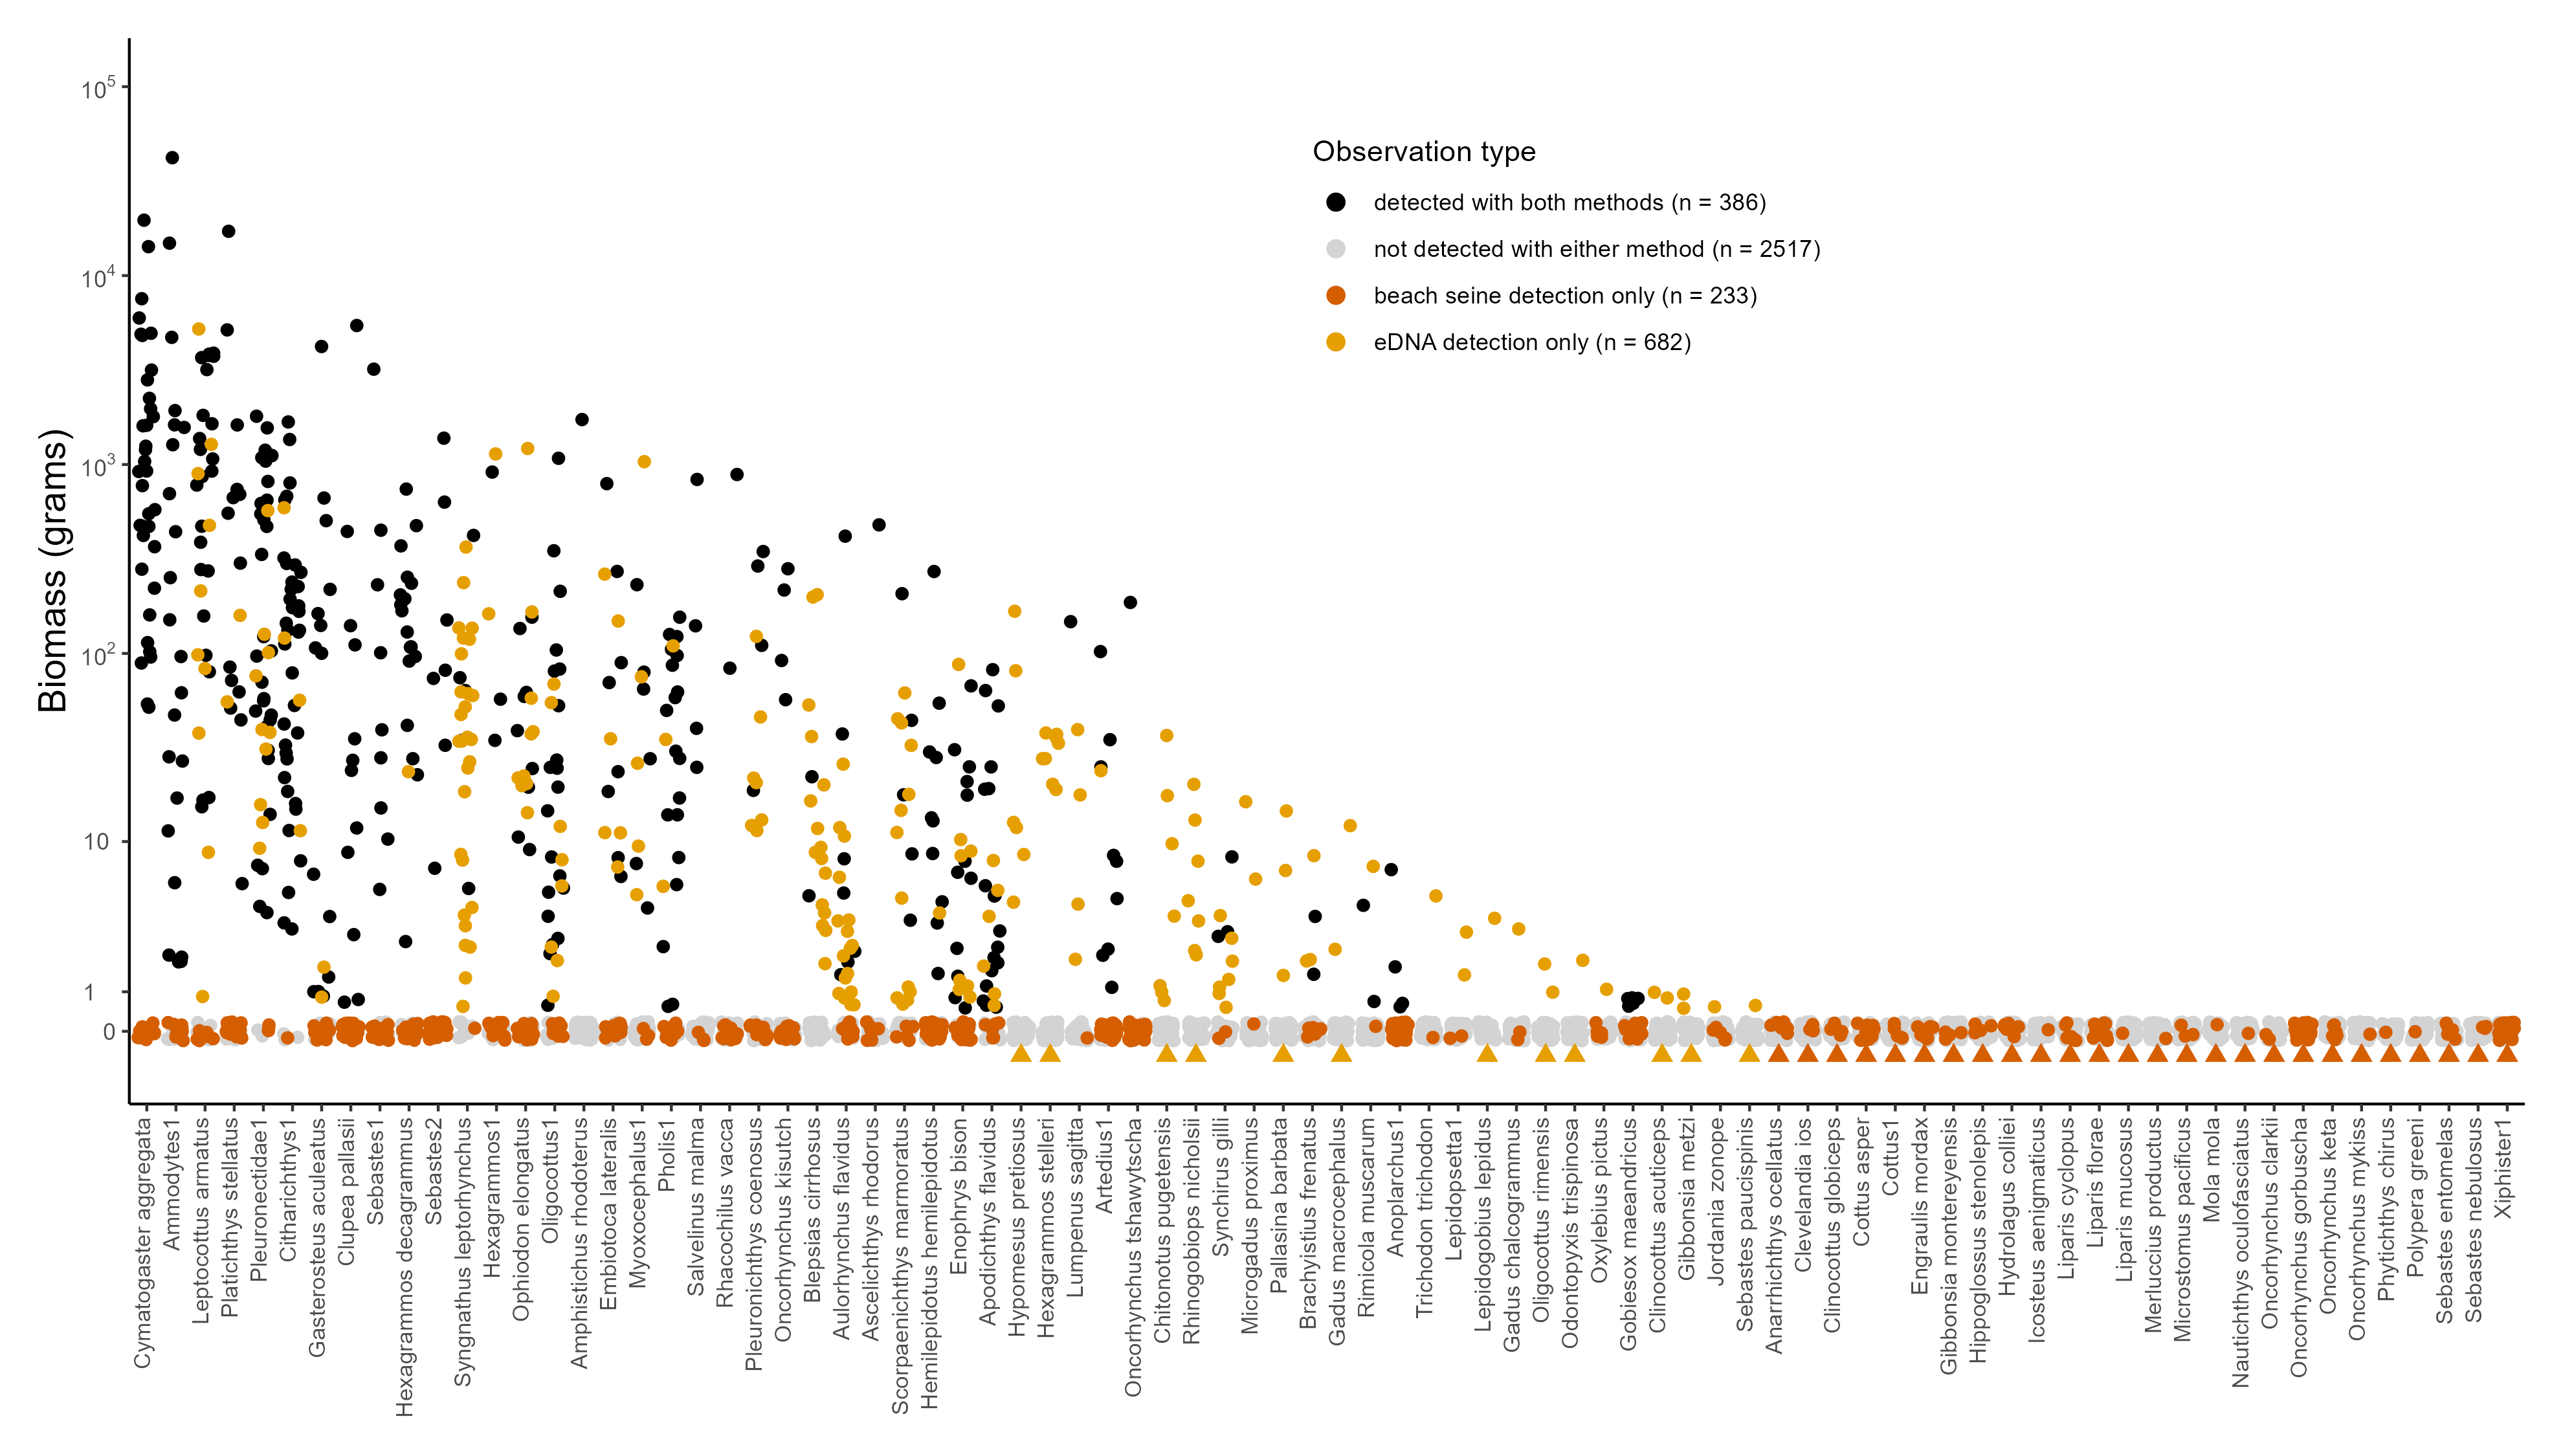 Biomass (grams)
10⁵
10⁴
10³
10²
10
1
0
Observation type
detected with both methods (n = 386)
not detected with either method (n = 2517)
beach seine detection only (n = 233)
eDNA detection only (n = 682)
Cymatogaster aggregata
Ammodytes1
Leptocottus armatus
Platichthys stellatus
Pleuronectidae1
Citharichthys1
Gasterosteus aculeatus
Clupea pallasii
Sebastes1
Hexagrammos decagrammus
Sebastes2
Syngnathus leptorhynchus
Hexagrammos1
Ophiodon elongatus
Oligocottus1
Amphistichus rhodoterus
Embiotoca lateralis
Myoxocephalus1
Pholis1
Salvelinus malma
Rhacochilus vacca
Pleuronichthys coenosus
Oncorhynchus kisutch
Blepsias cirrhosus
Aulorhynchus flavidus
Ascelichthys rhodorus
Scorpaenichthys marmoratus
Hemilepidotus hemilepidotus
Enophrys bison
Apodichthys flavidus
Hypomesus pretiosus
Hexagrammos stelleri
Lumpenus sagitta
Artedius1
Oncorhynchus tshawytscha
Chitonotus pugetensis
Rhinogobiops nicholsii
Synchirus gilli
Microgadus proximus
Pallasina barbata
Brachyistius frenatus
Gadus macrocephalus
Rimicola muscarum
Anoplarchus1
Trichodon trichodon
Lepidopsetta1
Lepidogobius lepidus
Gadus chalcogrammus
Oligocottus rimensis
Odontopyxis trispinosa
Oxylebius pictus
Gobiesox maeandricus
Clinocottus acuticeps
Gibbonsia metzi
Jordania zonope
Sebastes paucispinis
Anarrhichthys ocellatus
Clevelandia ios
Clinocottus globiceps
Cottus asper
Cottus1
Engraulis mordax
Gibbonsia montereyensis
Hippoglossus stenolepis
Hydrolagus colliei
Icosteus aenigmaticus
Liparis cyclopus
Liparis florae
Liparis mucosus
Merluccius productus
Microstomus pacificus
Mola mola
Nautichthys oculofasciatus
Oncorhynchus clarkii
Oncorhynchus gorbuscha
Oncorhynchus keta
Oncorhynchus mykiss
Phytichthys chirus
Polypera greeni
Sebastes entomelas
Sebastes nebulosus
Xiphister1